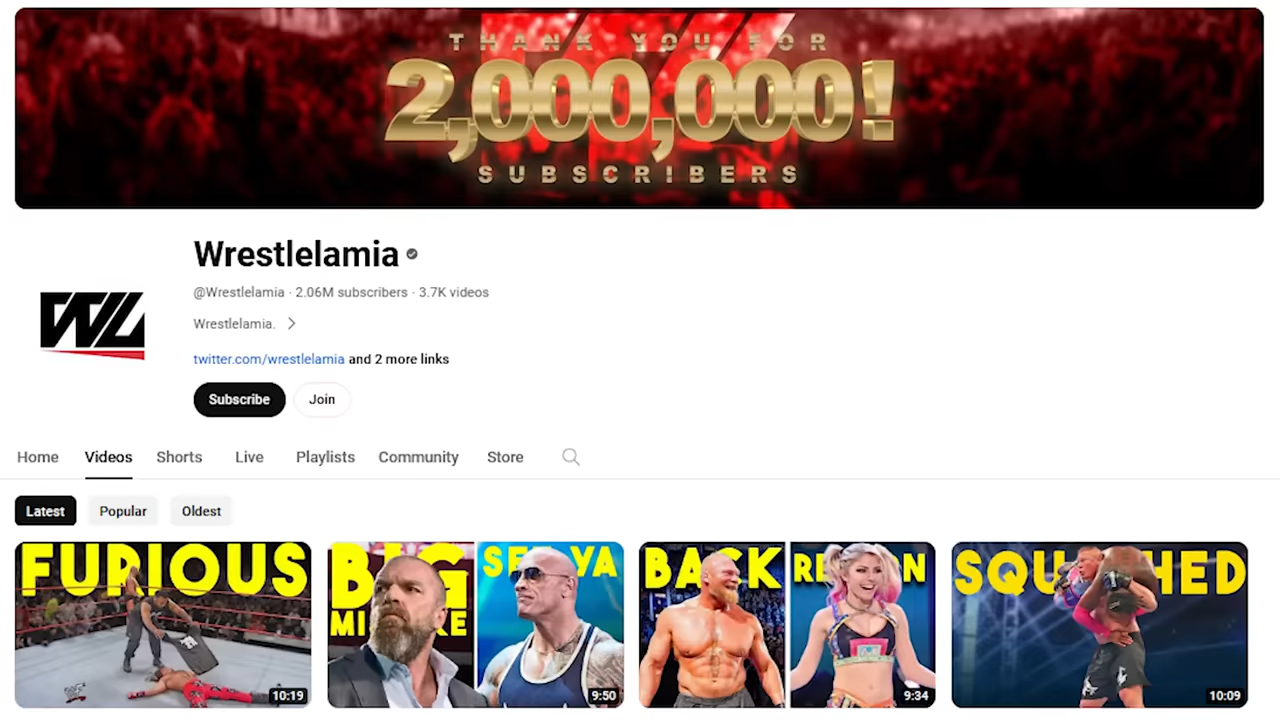 THANK YOU FOR
2,000,000!
SUBSCRIBERS
Wrestlelamia
@Wrestlelamia · 2.06M subscribers · 3.7K videos
Wrestlelamia.
twitter.com/wrestlelamia and 2 more links
Subscribe Join
WL
Home Videos Shorts Live Playlists Community Store
Latest Popular Oldest
FURIOUS
BIG
10:19
9:50
BACK
9:34
10:09